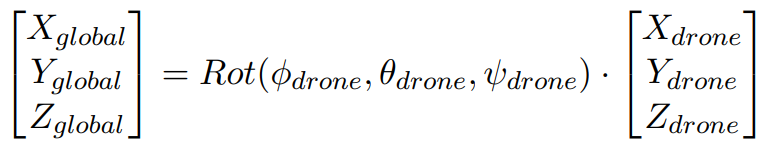 [X_global Y_global Z_global] = Rot(ϕ_drone, θ_drone, ψ_drone) · [X_drone Y_drone Z_drone]